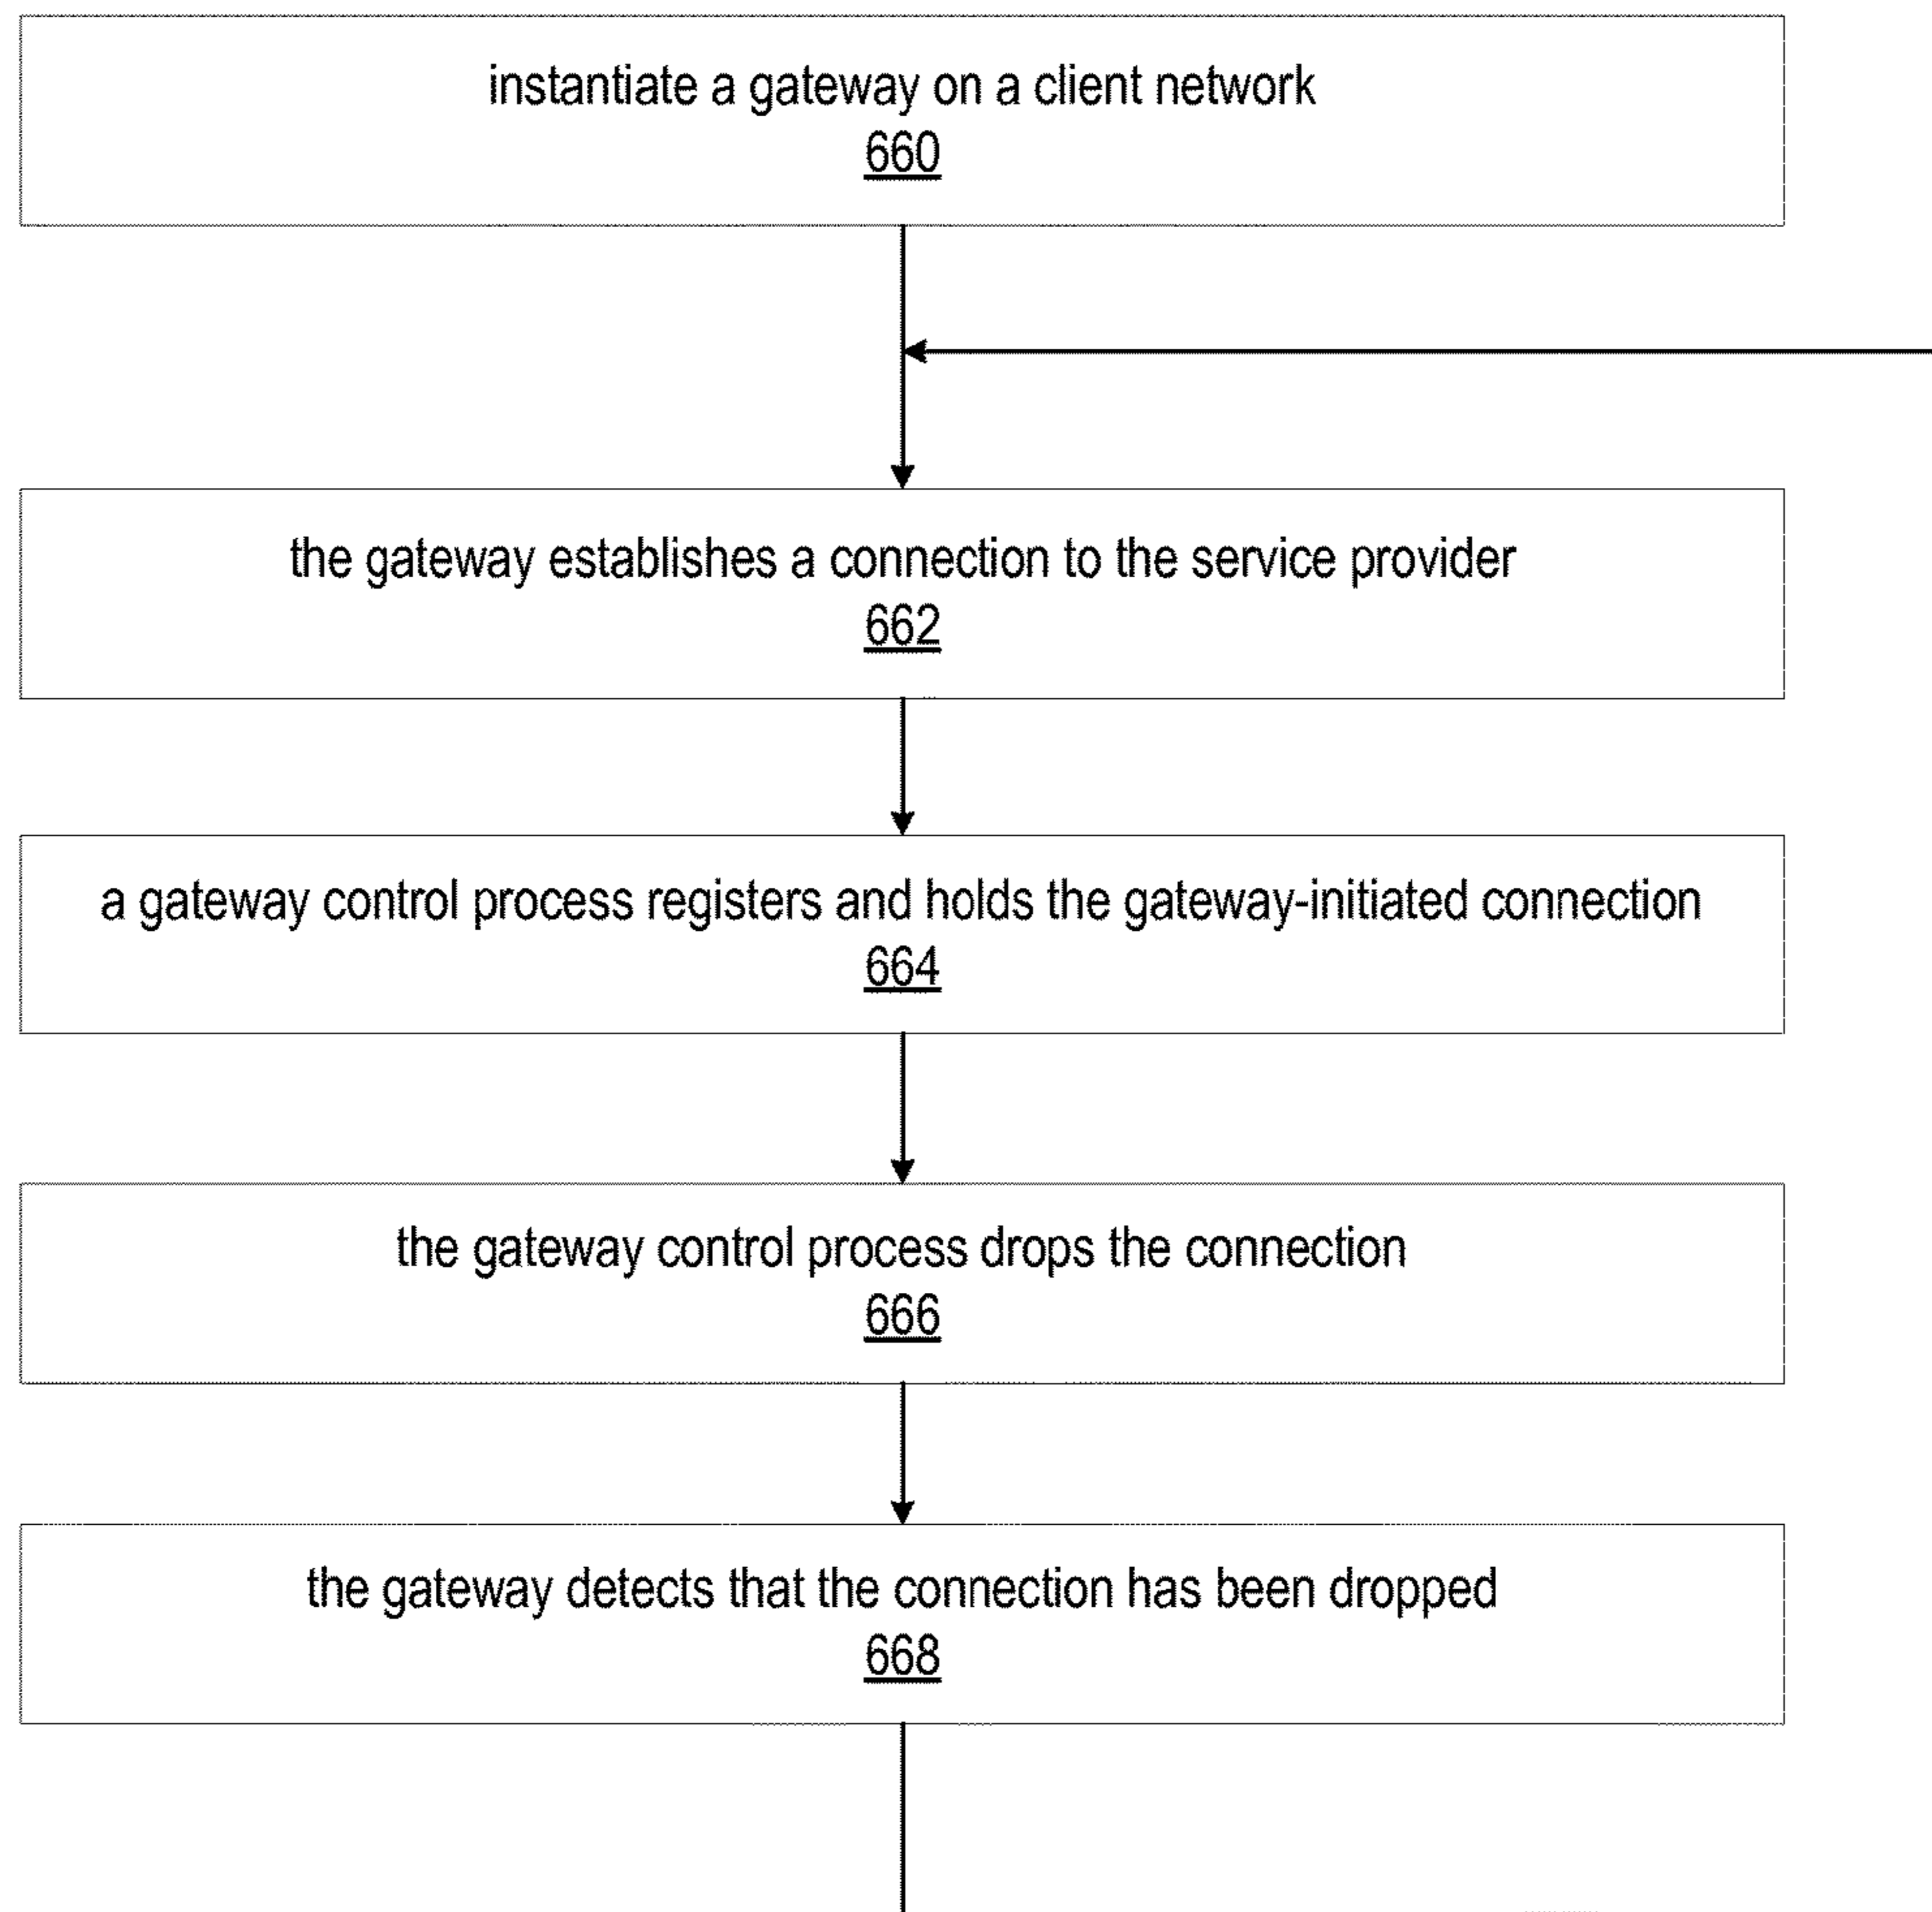 instantiate a gateway on a client network
660
the gateway establishes a connection to the service provider
662
a gateway control process registers and holds the gateway-initiated connection
664
the gateway control process drops the connection
666
the gateway detects that the connection has been dropped
668